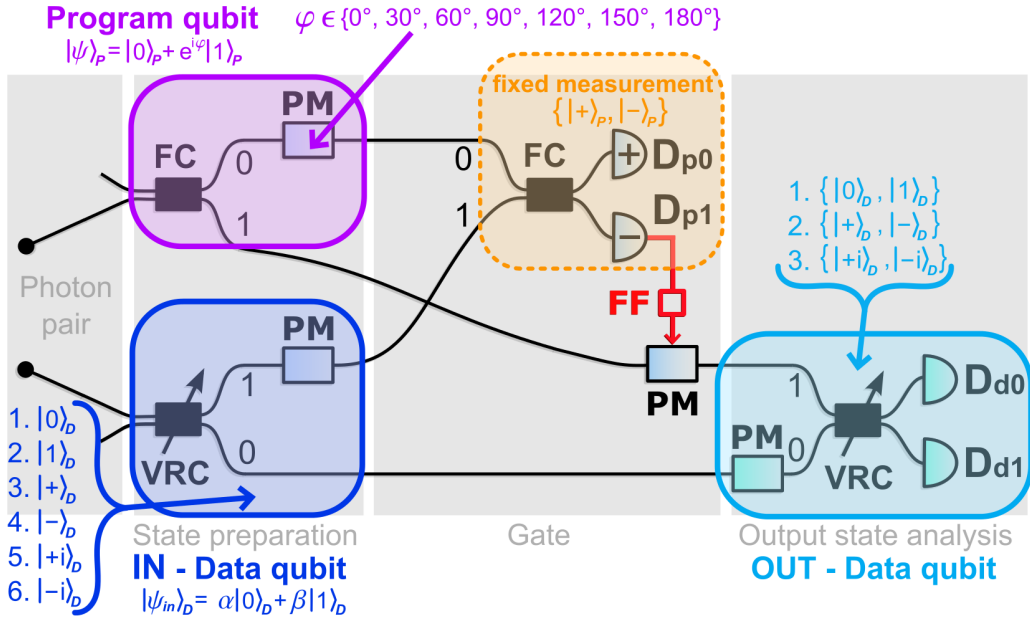 Program qubit
|ψ⟩P = |0⟩P + e^iφ|1⟩P
φ ϵ {0°, 30°, 60°, 90°, 120°, 150°, 180°}
PM
FC
0
1
fixed measurement
{|+⟩P, |−⟩P}
0
1
FC
+
Dp0
−
Dp1
FF
PM
1. {|0⟩D, |1⟩D}
2. {|+⟩D, |−⟩D}
3. {|+i⟩D, |−i⟩D}
Photon
pair
PM
1
0
VRC
1. |0⟩D
2. |1⟩D
3. |+⟩D
4. |−⟩D
5. |+i⟩D
6. |−i⟩D
1
PM
0
VRC
Dd0
Dd1
State preparation
Gate
Output state analysis
IN - Data qubit
|ψin⟩D = α|0⟩D + β|1⟩D
OUT - Data qubit